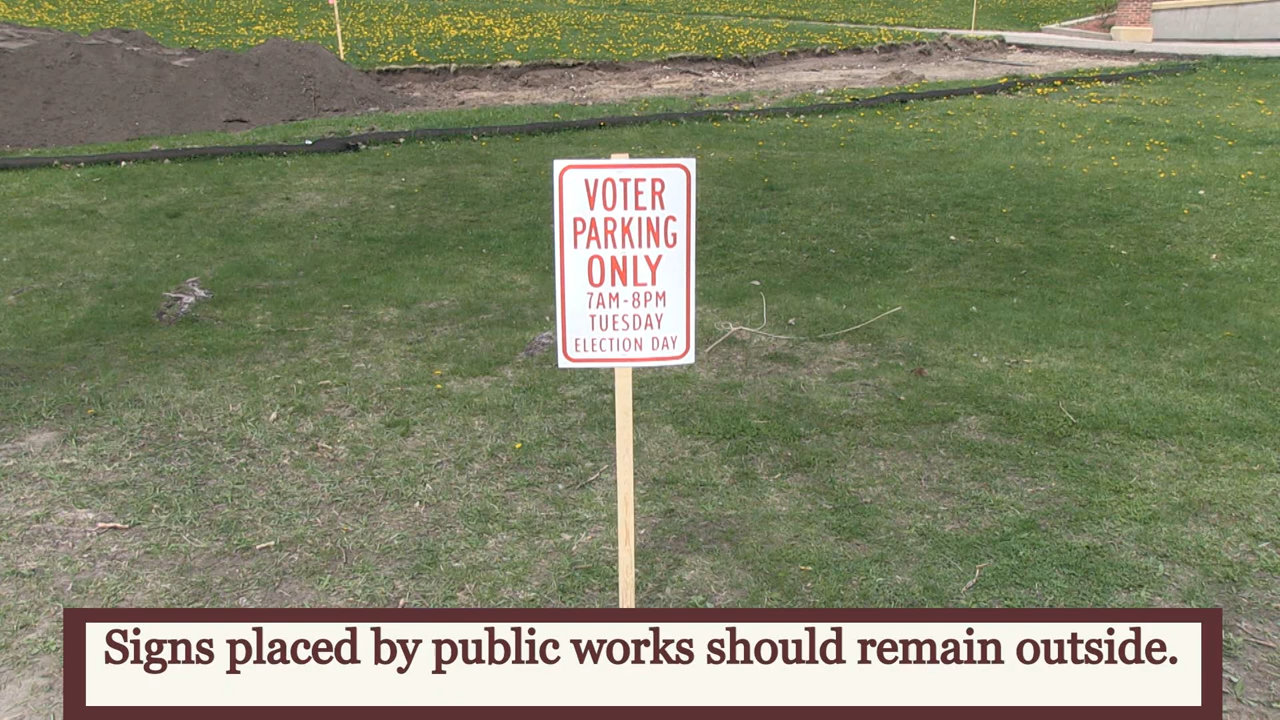 VOTER
PARKING
ONLY
7AM-8PM
TUESDAY
ELECTION DAY
Signs placed by public works should remain outside.